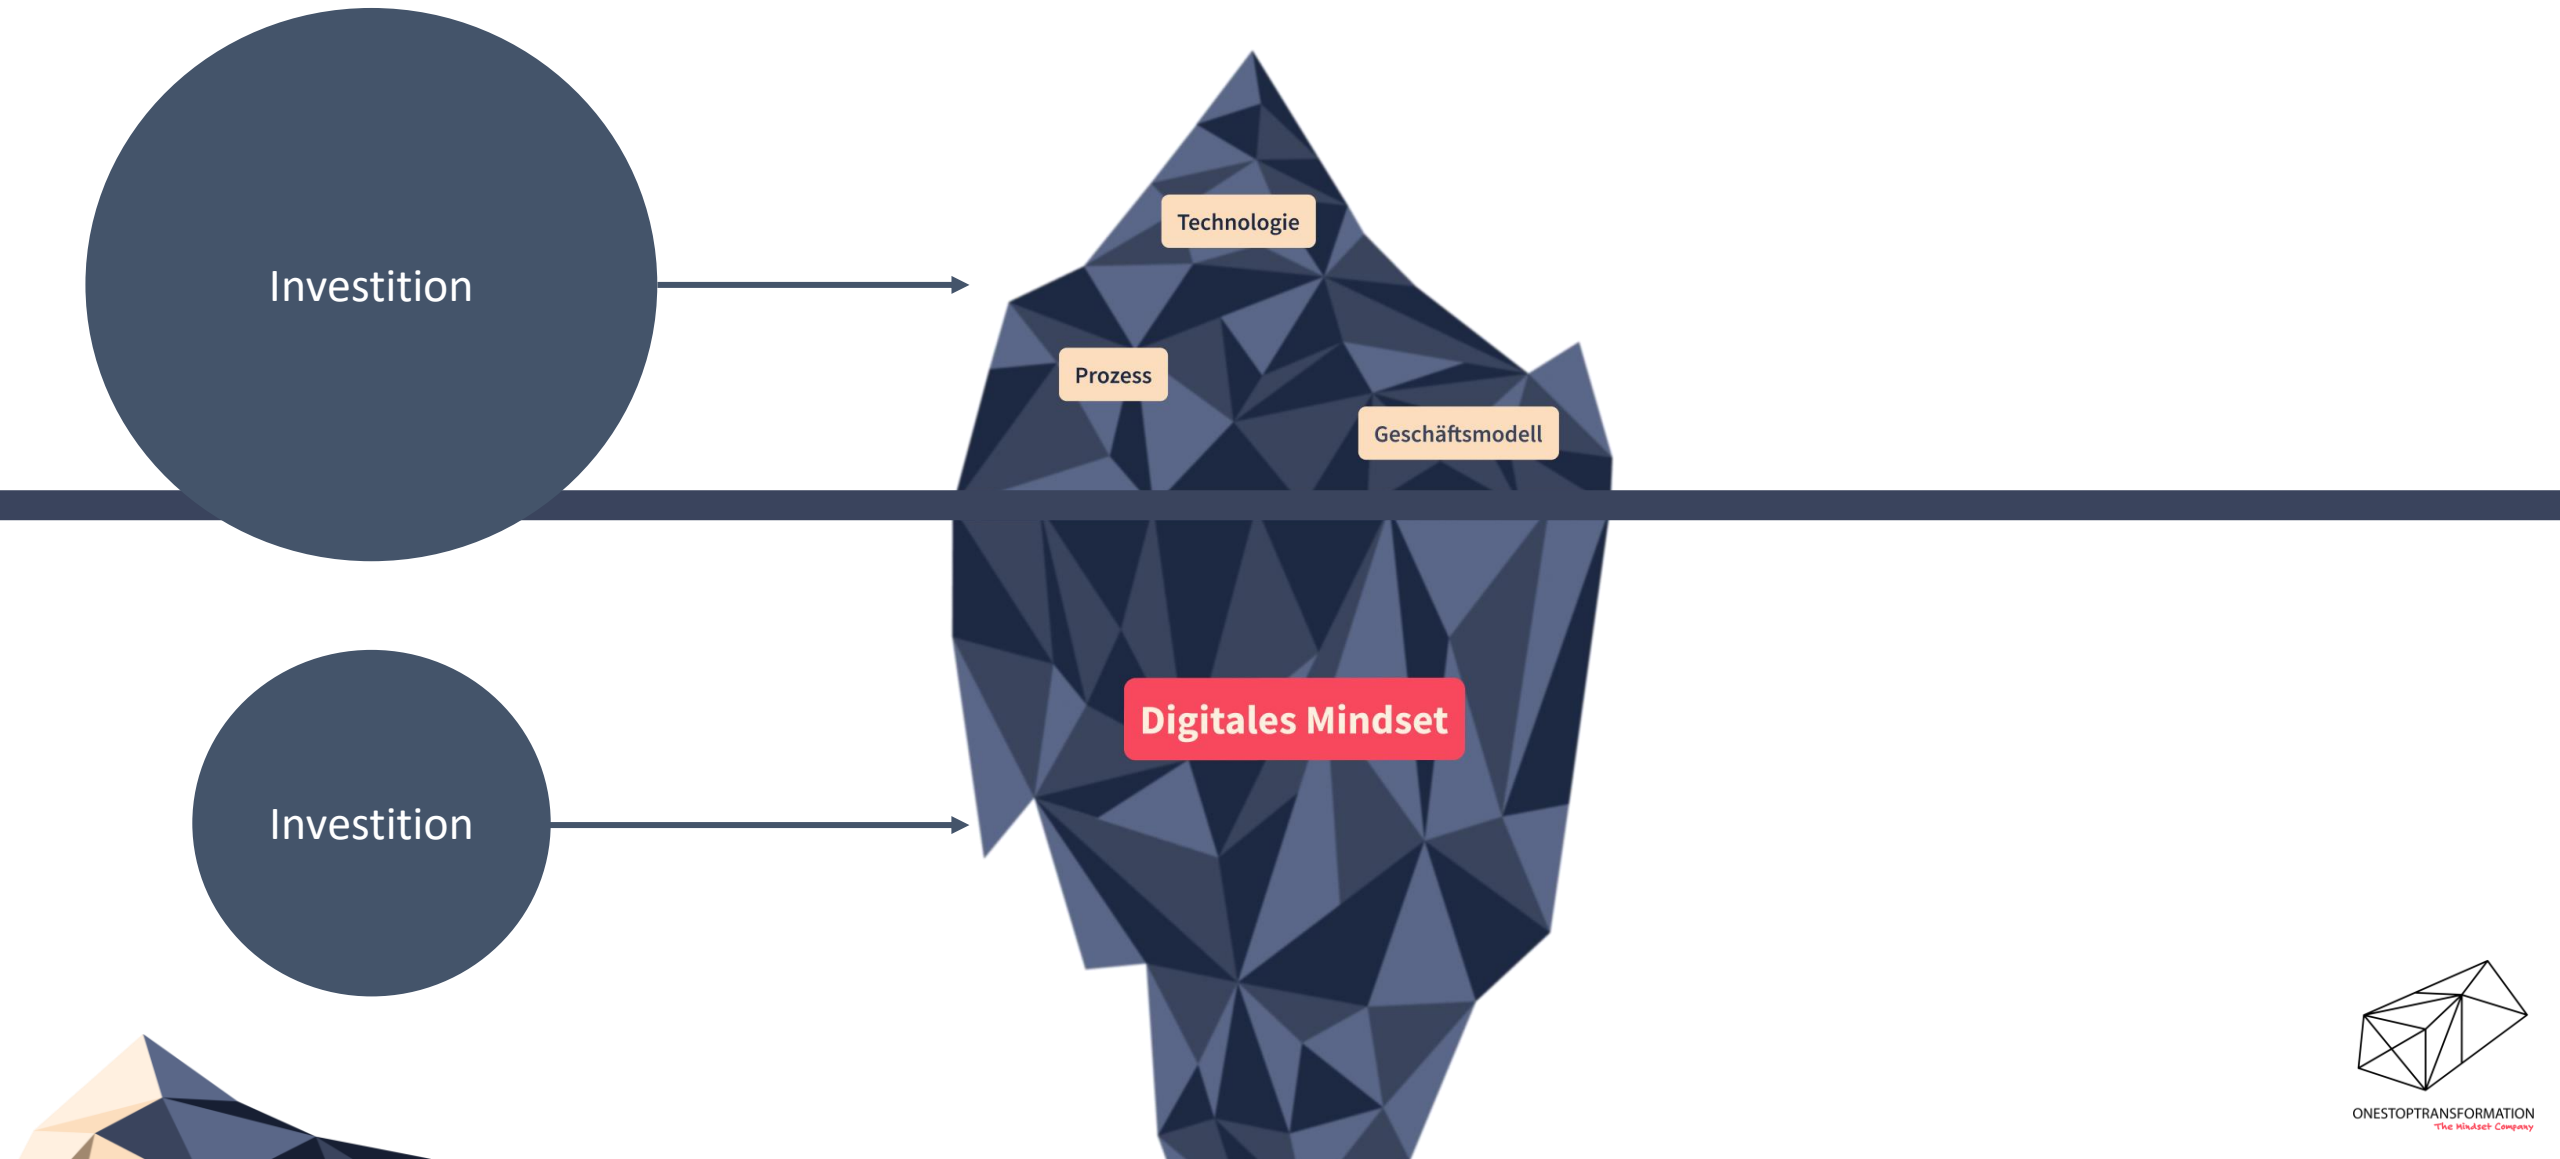 Technologie
Investition
Prozess
Geschäftsmodell
Digitales Mindset
Investition
ONESTOPTRANSFORMATION
The Mindset Company